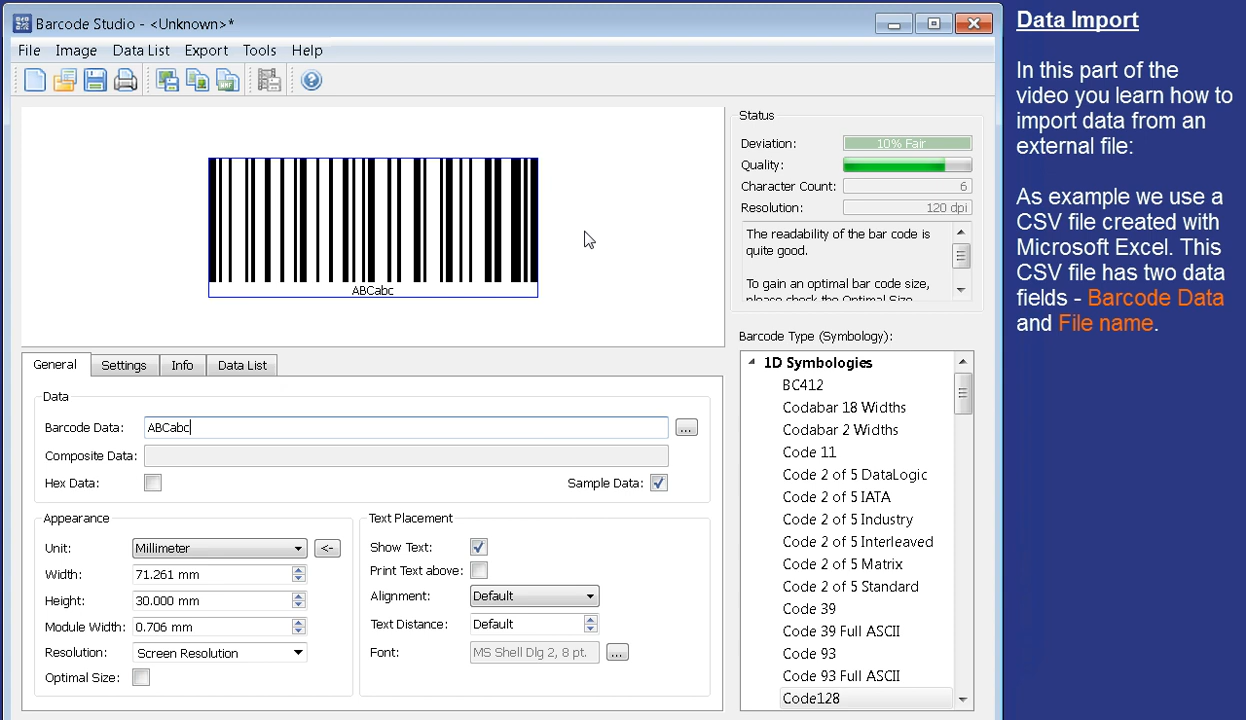 Barcode Studio - <Unknown>*
File Image Data List Export Tools Help
ABCabc
Status
Deviation: 10% Fair
Quality:
Character Count: 6
Resolution: 120 dpi
The readability of the bar code is
quite good.
To gain an optimal bar code size,
please check the Optimal Size
General Settings Info Data List
Data
Barcode Data: ABCabc ...
Composite Data:
Hex Data: Sample Data:
Appearance
Unit: Millimeter <-
Width: 71.261 mm
Height: 30.000 mm
Module Width: 0.706 mm
Resolution: Screen Resolution
Optimal Size:
Text Placement
Show Text:
Print Text above:
Alignment: Default
Text Distance: Default
Font: MS Shell Dlg 2, 8 pt. ...
Barcode Type (Symbology):
1D Symbologies
BC412
Codabar 18 Widths
Codabar 2 Widths
Code 11
Code 2 of 5 DataLogic
Code 2 of 5 IATA
Code 2 of 5 Industry
Code 2 of 5 Interleaved
Code 2 of 5 Matrix
Code 2 of 5 Standard
Code 39
Code 39 Full ASCII
Code 93
Code 93 Full ASCII
Code128
Data Import
In this part of the
video you learn how to
import data from an
external file:
As example we use a
CSV file created with
Microsoft Excel. This
CSV file has two data
fields - Barcode Data
and File name.